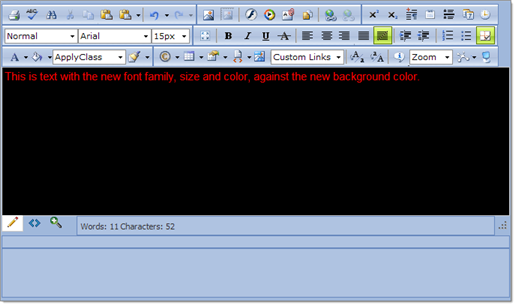 Normal Arial 15px B I U A
A ApplyClass Custom Links Zoom
This is text with the new font family, size and color, against the new background color.
Words: 11 Characters: 52